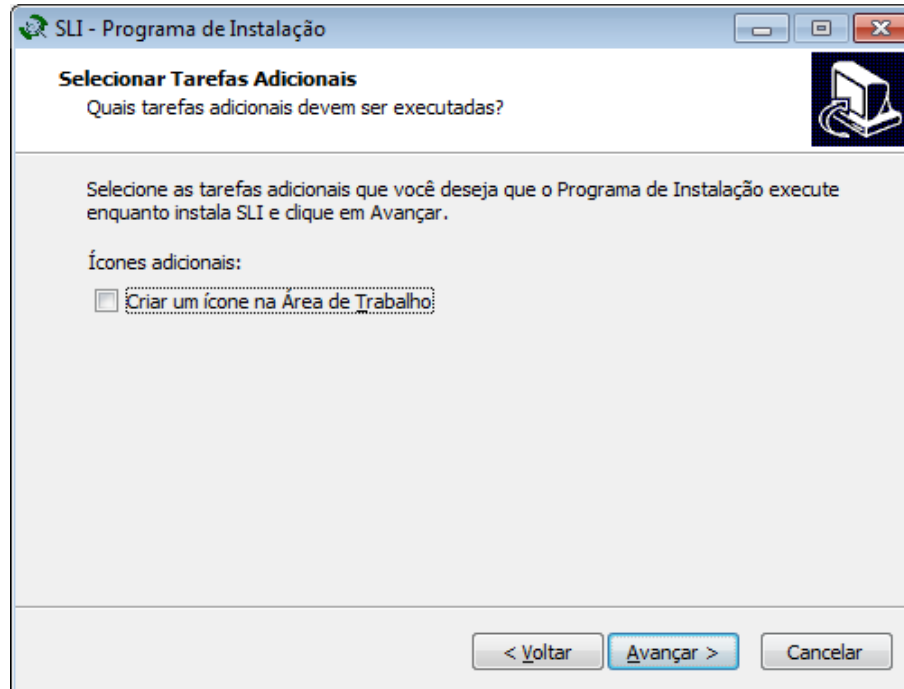 SLI - Programa de Instalação
Selecionar Tarefas Adicionais
Quais tarefas adicionais devem ser executadas?
Selecione as tarefas adicionais que você deseja que o Programa de Instalação execute
enquanto instala SLI e clique em Avançar.
Ícones adicionais:
Criar um ícone na Área de Trabalho
< Voltar
Avançar >
Cancelar